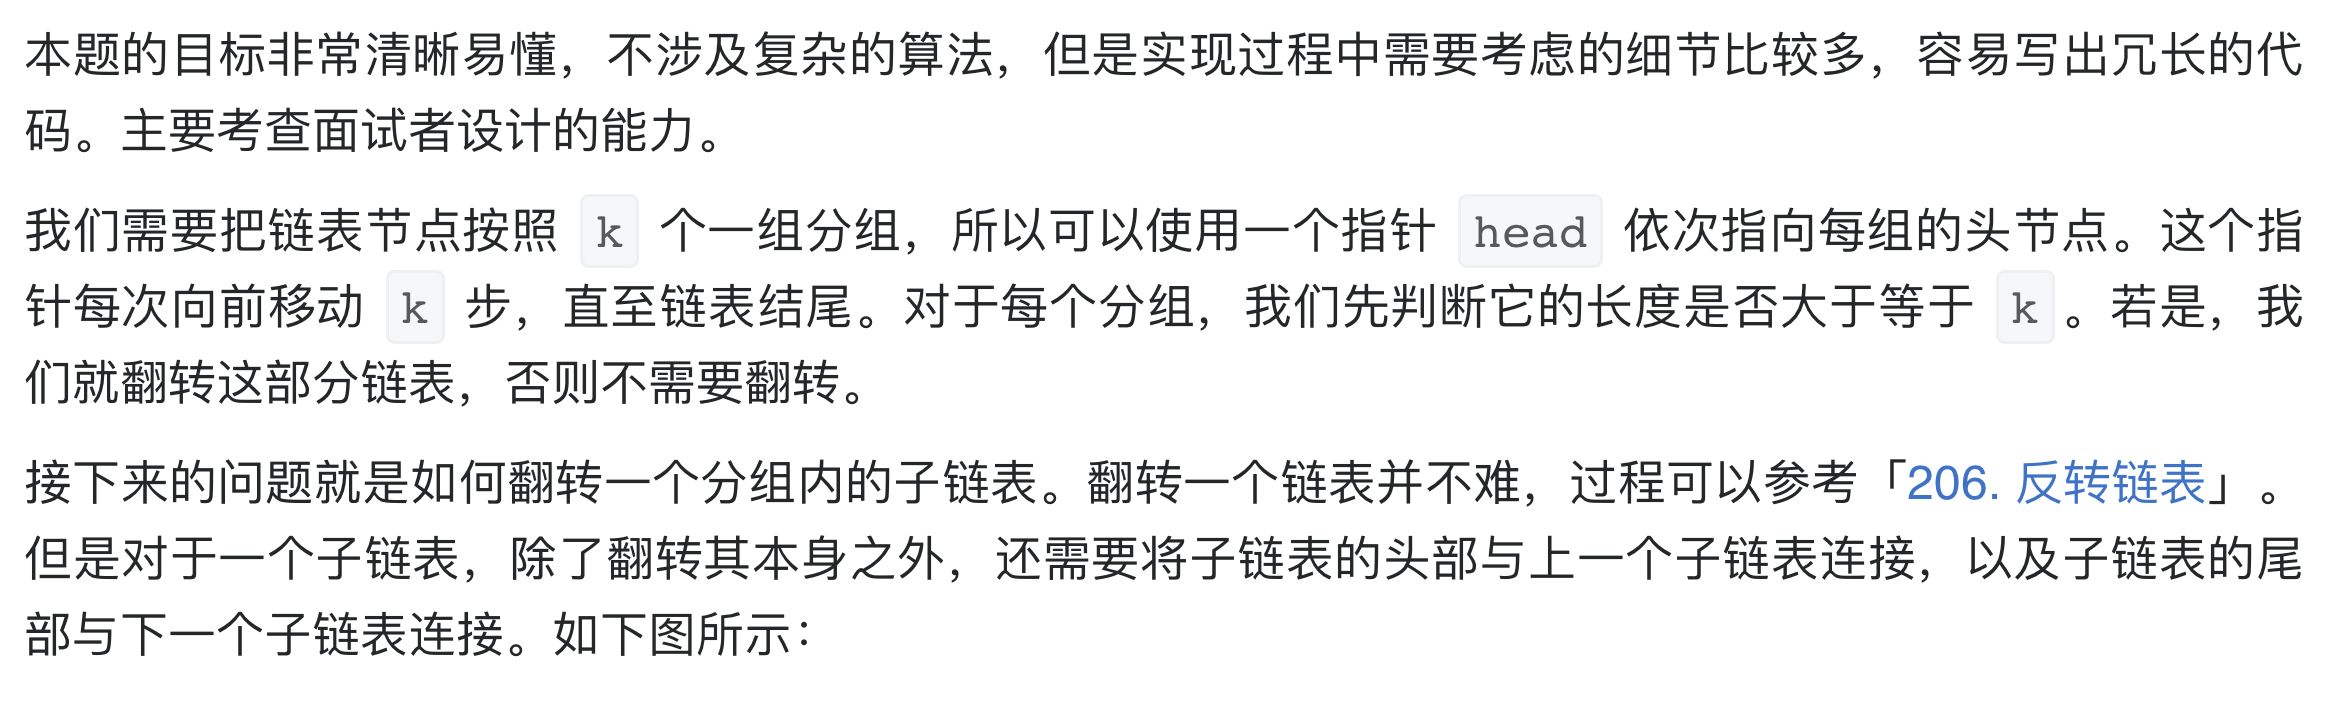 本题的目标非常清晰易懂，不涉及复杂的算法，但是实现过程中需要考虑的细节比较多，容易写出冗长的代
码。主要考查面试者设计的能力。
我们需要把链表节点按照 k 个一组分组，所以可以使用一个指针 head 依次指向每组的头节点。这个指
针每次向前移动 k 步，直至链表结尾。对于每个分组，我们先判断它的长度是否大于等于 k 。若是，我
们就翻转这部分链表，否则不需要翻转。
接下来的问题就是如何翻转一个分组内的子链表。翻转一个链表并不难，过程可以参考「206. 反转链表」。
但是对于一个子链表，除了翻转其本身之外，还需要将子链表的头部与上一个子链表连接，以及子链表的尾
部与下一个子链表连接。如下图所示：